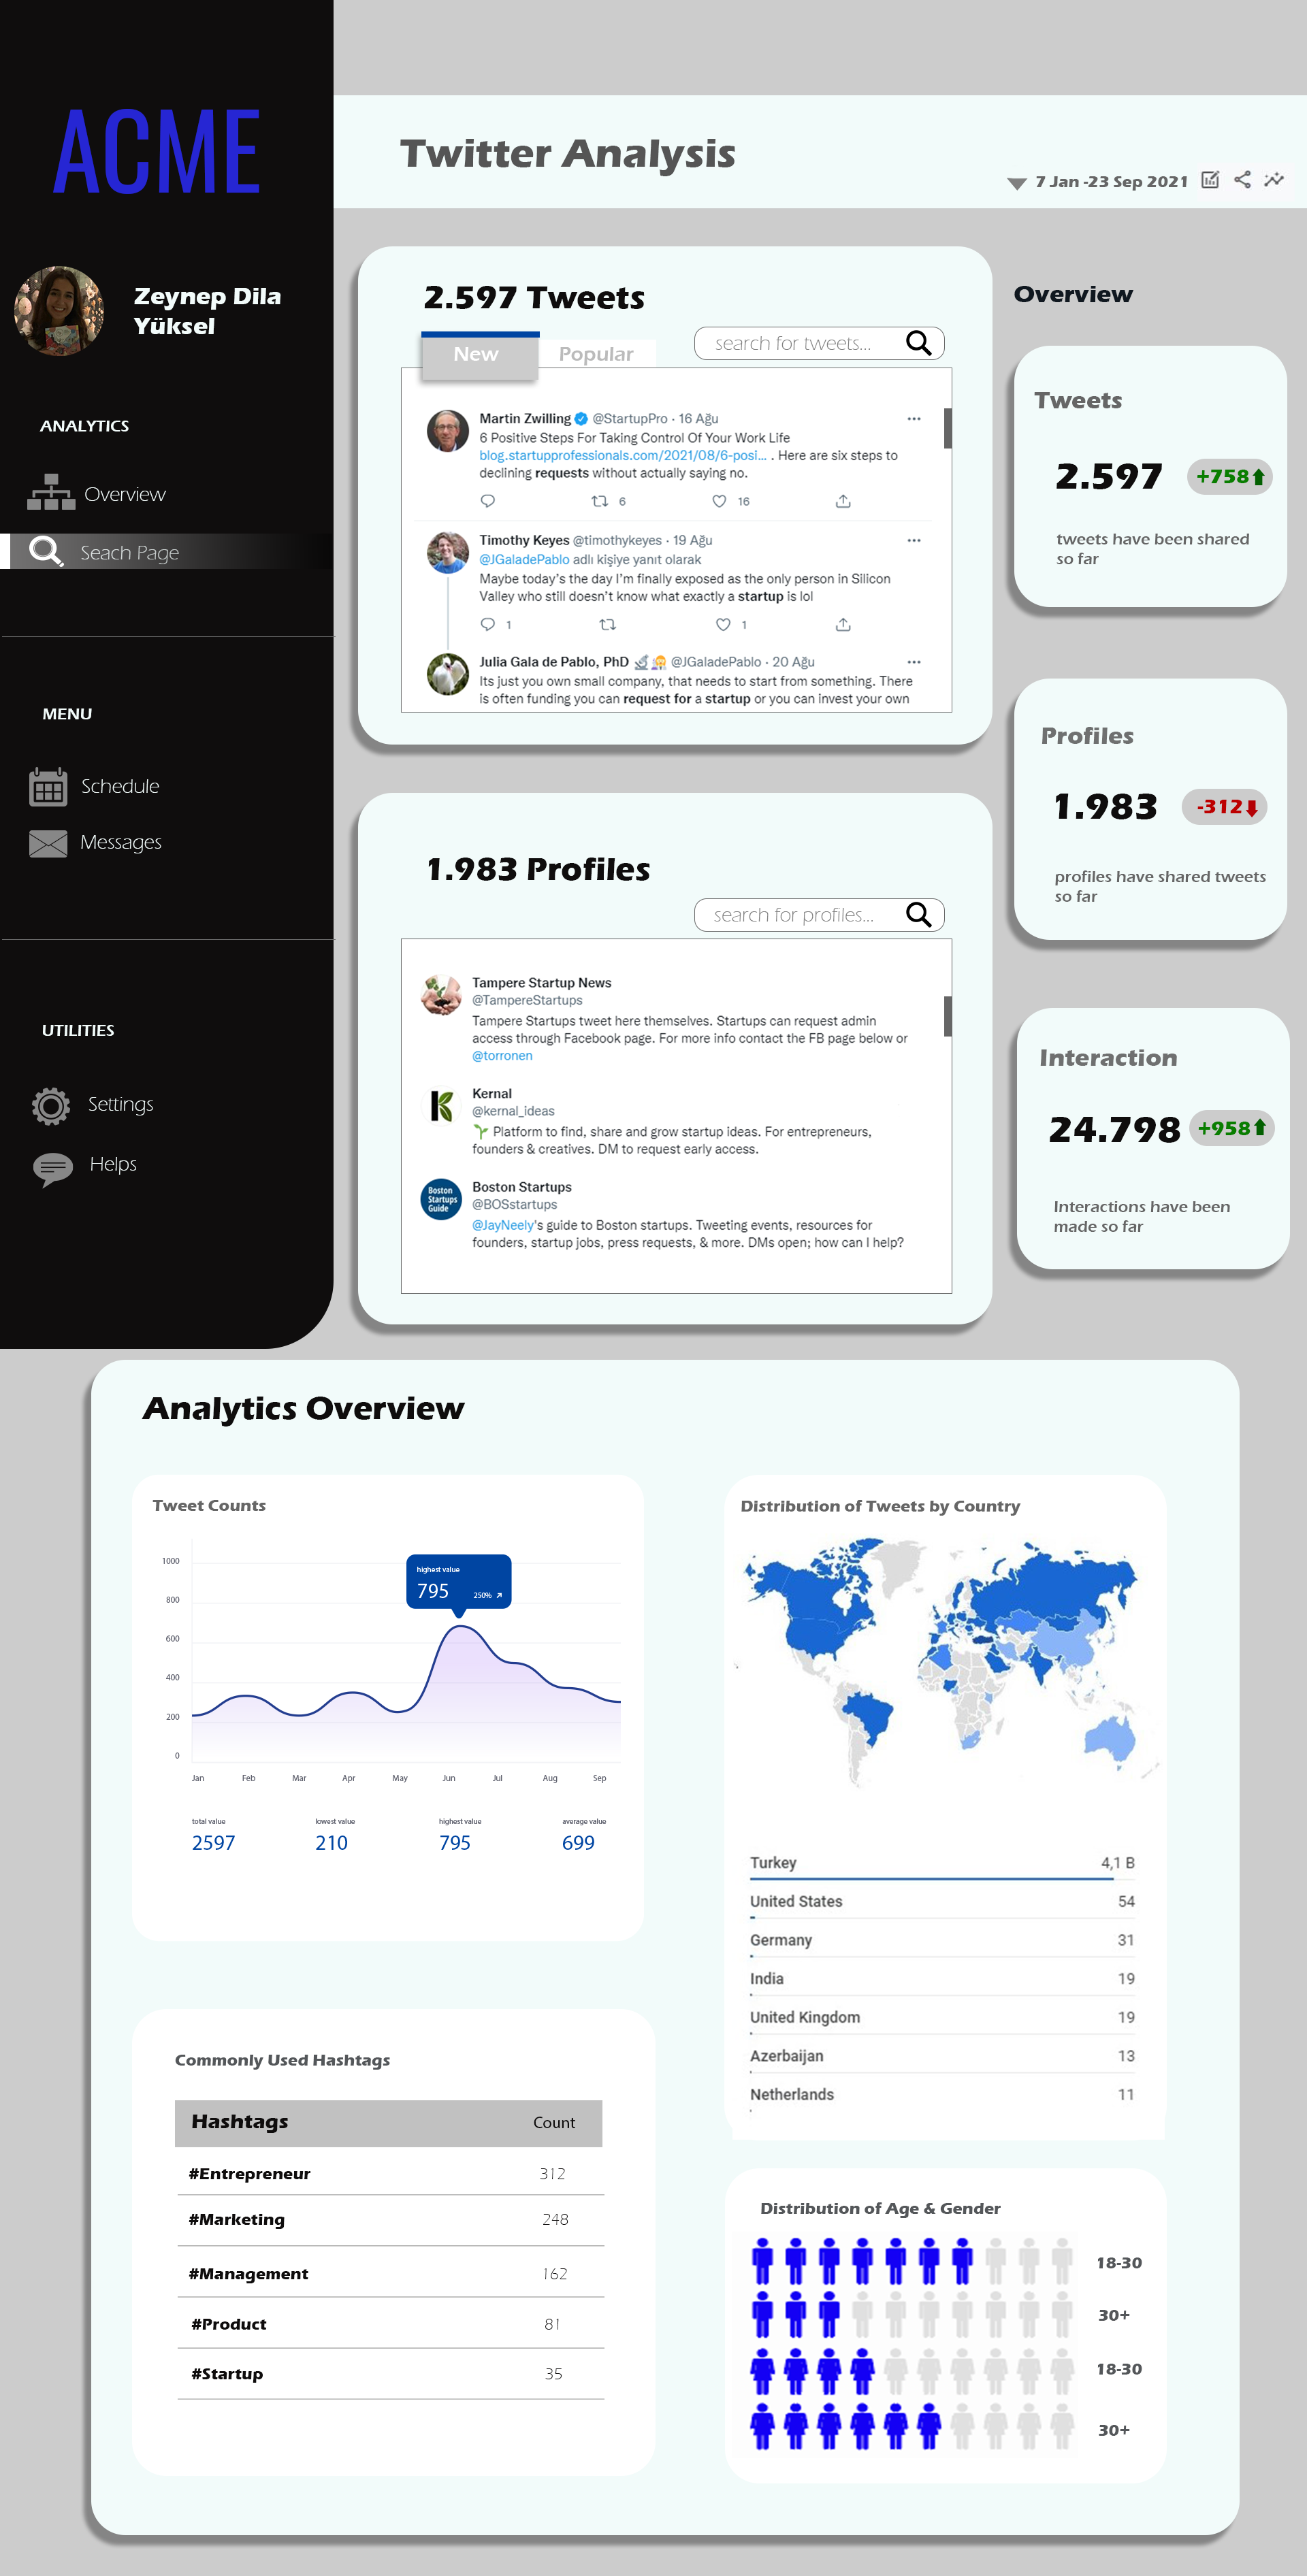 ACME
Zeynep Dila
Yüksel
ANALYTICS
Overview
Seach Page
MENU
Schedule
Messages
UTILITIES
Settings
Helps
Twitter Analysis
7 Jan -23 Sep 2021
2.597 Tweets
New
Popular
search for tweets...
Martin Zwilling @StartupPro · 16 Ağu
6 Positive Steps For Taking Control Of Your Work Life
blog.startupprofessionals.com/2021/08/6-posi... . Here are six steps to
declining requests without actually saying no.
6 16
Timothy Keyes @timothykeyes · 19 Ağu
@JGaladePablo adlı kişiye yanıt olarak
Maybe today's the day I'm finally exposed as the only person in Silicon
Valley who still doesn't know what exactly a startup is lol
1 1
Julia Gala de Pablo, PhD 🔬👩‍🔬 @JGaladePablo · 20 Ağu
Its just you own small company, that needs to start from something. There
is often funding you can request for a startup or you can invest your own
1.983 Profiles
search for profiles...
Tampere Startup News
@TampereStartups
Tampere Startups tweet here themselves. Startups can request admin
access through Facebook page. For more info contact the FB page below or
@torronen
Kernal
@kernal_ideas
🌱 Platform to find, share and grow startup ideas. For entrepreneurs,
founders & creatives. DM to request early access.
Boston
Startups
Guide
Boston Startups
@BOSstartups
@JayNeely's guide to Boston startups. Tweeting events, resources for
founders, startup jobs, press requests, & more. DMs open; how can I help?
Overview
Tweets
2.597 +758
tweets have been shared
so far
Profiles
1.983 -312
profiles have shared tweets
so far
Interaction
24.798 +958
Interactions have been
made so far
Analytics Overview
Tweet Counts
1000
800
600
400
200
0
highest value
795 250%
Jan Feb Mar Apr May Jun Jul Aug Sep
total value lowest value highest value average value
2597 210 795 699
Distribution of Tweets by Country
Turkey 4,1 B
United States 54
Germany 31
India 19
United Kingdom 19
Azerbaijan 13
Netherlands 11
Commonly Used Hashtags
Hashtags Count
#Entrepreneur 312
#Marketing 248
#Management 162
#Product 81
#Startup 35
Distribution of Age & Gender
18-30
30+
18-30
30+